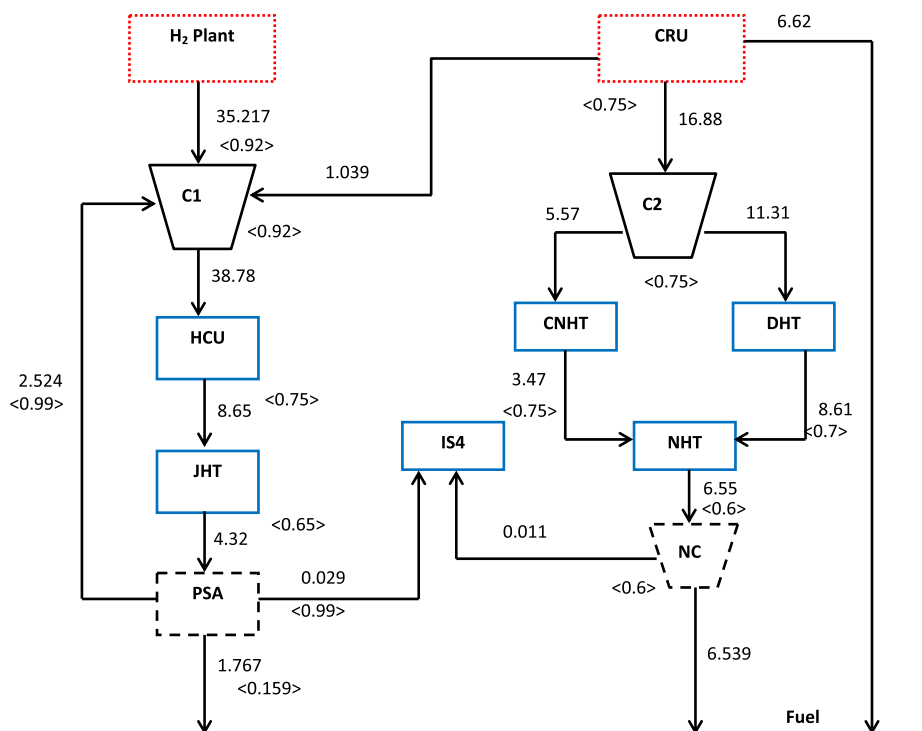 6.62
H₂ Plant
CRU
<0.75>
35.217
16.88
<0.92>
1.039
C1
C2
5.57
11.31
<0.92>
38.78
<0.75>
HCU
CNHT
DHT
2.524
<0.99>
8.65
<0.75>
3.47
<0.75>
8.61
<0.7>
IS4
NHT
JHT
6.55
<0.6>
4.32
<0.65>
0.011
NC
PSA
0.029
<0.99>
<0.6>
1.767
<0.159>
6.539
Fuel